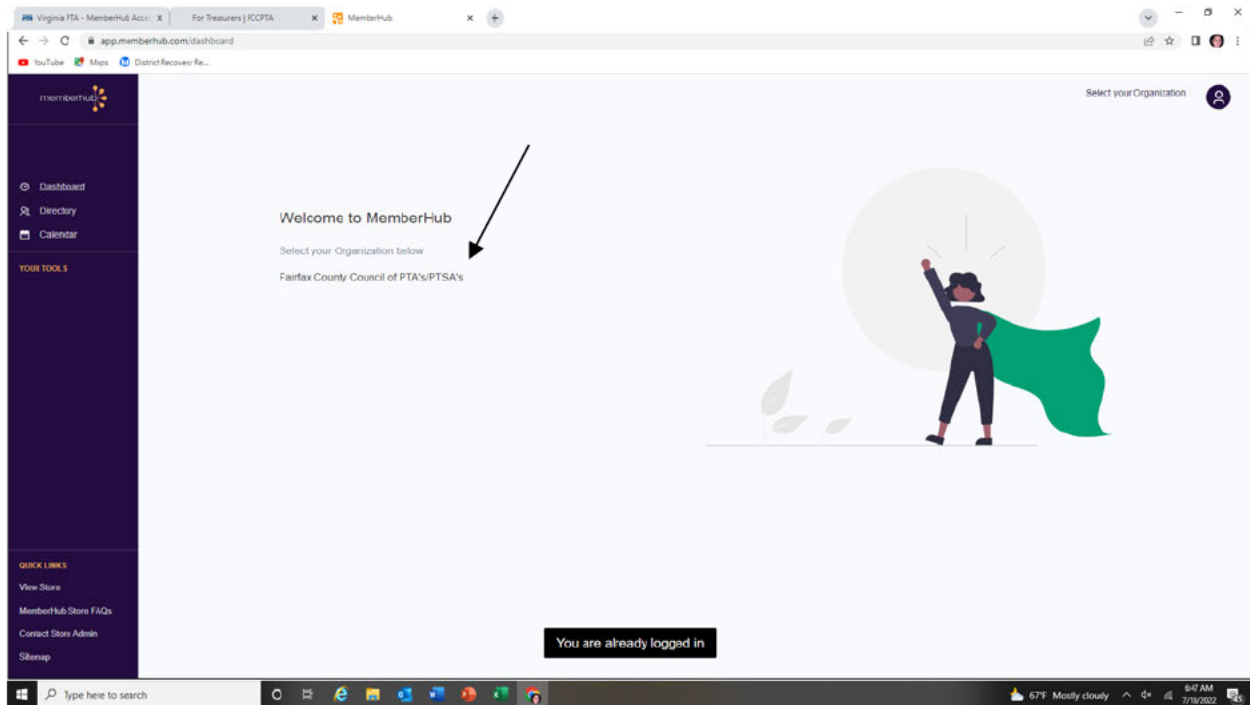 Virginia PTA - MemberHub Acco X
For Treasurers | FCCPTA X
MemberHub X +
app.memberhub.com/dashboard
YouTube Maps District Recovery Re...
memberhub
Select your Organization
Dashboard
Directory
Calendar
YOUR TOOLS
Welcome to MemberHub
Select your Organization below
Fairfax County Council of PTA's/PTSA's
QUICK LINKS
View Store
MemberHub Store FAQs
Contact Store Admin
Sitemap
You are already logged in
Type here to search
67°F Mostly cloudy
6:47 AM
7/18/2022